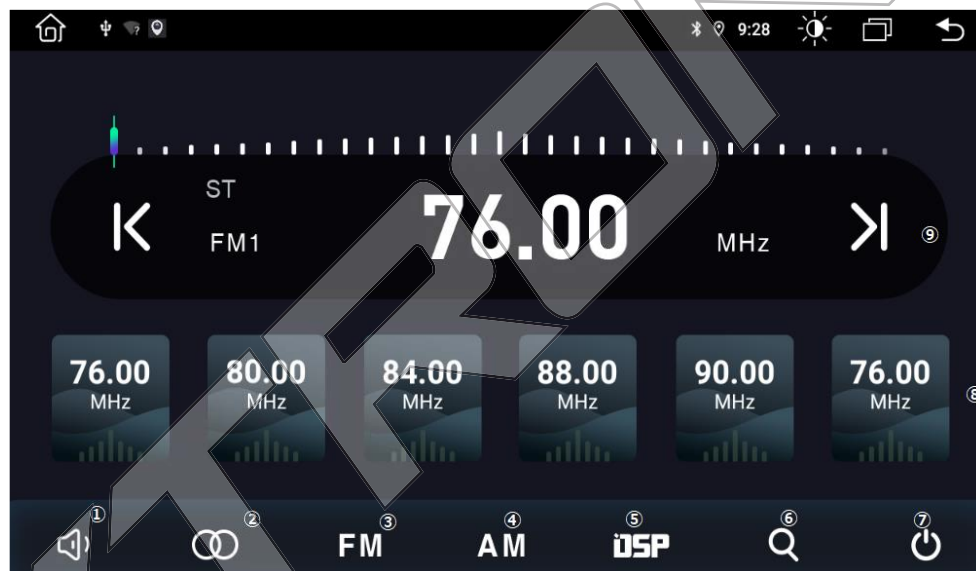 9:28
ST
FM1 76.00 MHz ⑨
76.00 80.00 84.00 88.00 90.00 76.00
MHz MHz MHz MHz MHz MHz ⑧
① ② ③ ④ ⑤ ⑥ ⑦
FM AM DSP